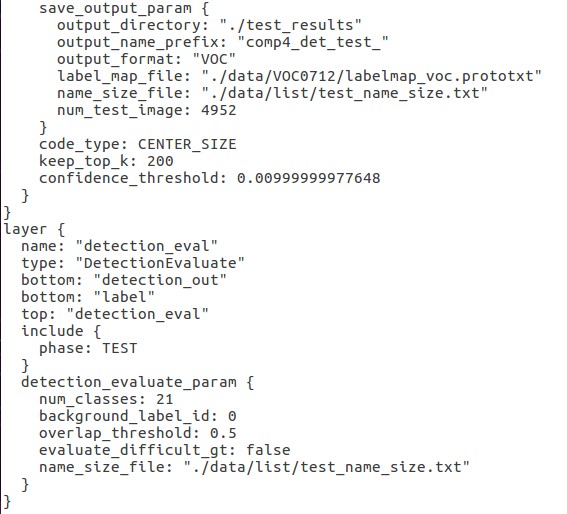 save_output_param {
      output_directory: "./test_results"
      output_name_prefix: "comp4_det_test_"
      output_format: "VOC"
      label_map_file: "./data/VOC0712/labelmap_voc.prototxt"
      name_size_file: "./data/list/test_name_size.txt"
      num_test_image: 4952
    }
    code_type: CENTER_SIZE
    keep_top_k: 200
    confidence_threshold: 0.00999999977648
  }
}
layer {
  name: "detection_eval"
  type: "DetectionEvaluate"
  bottom: "detection_out"
  bottom: "label"
  top: "detection_eval"
  include {
    phase: TEST
  }
  detection_evaluate_param {
    num_classes: 21
    background_label_id: 0
    overlap_threshold: 0.5
    evaluate_difficult_gt: false
    name_size_file: "./data/list/test_name_size.txt"
  }
}